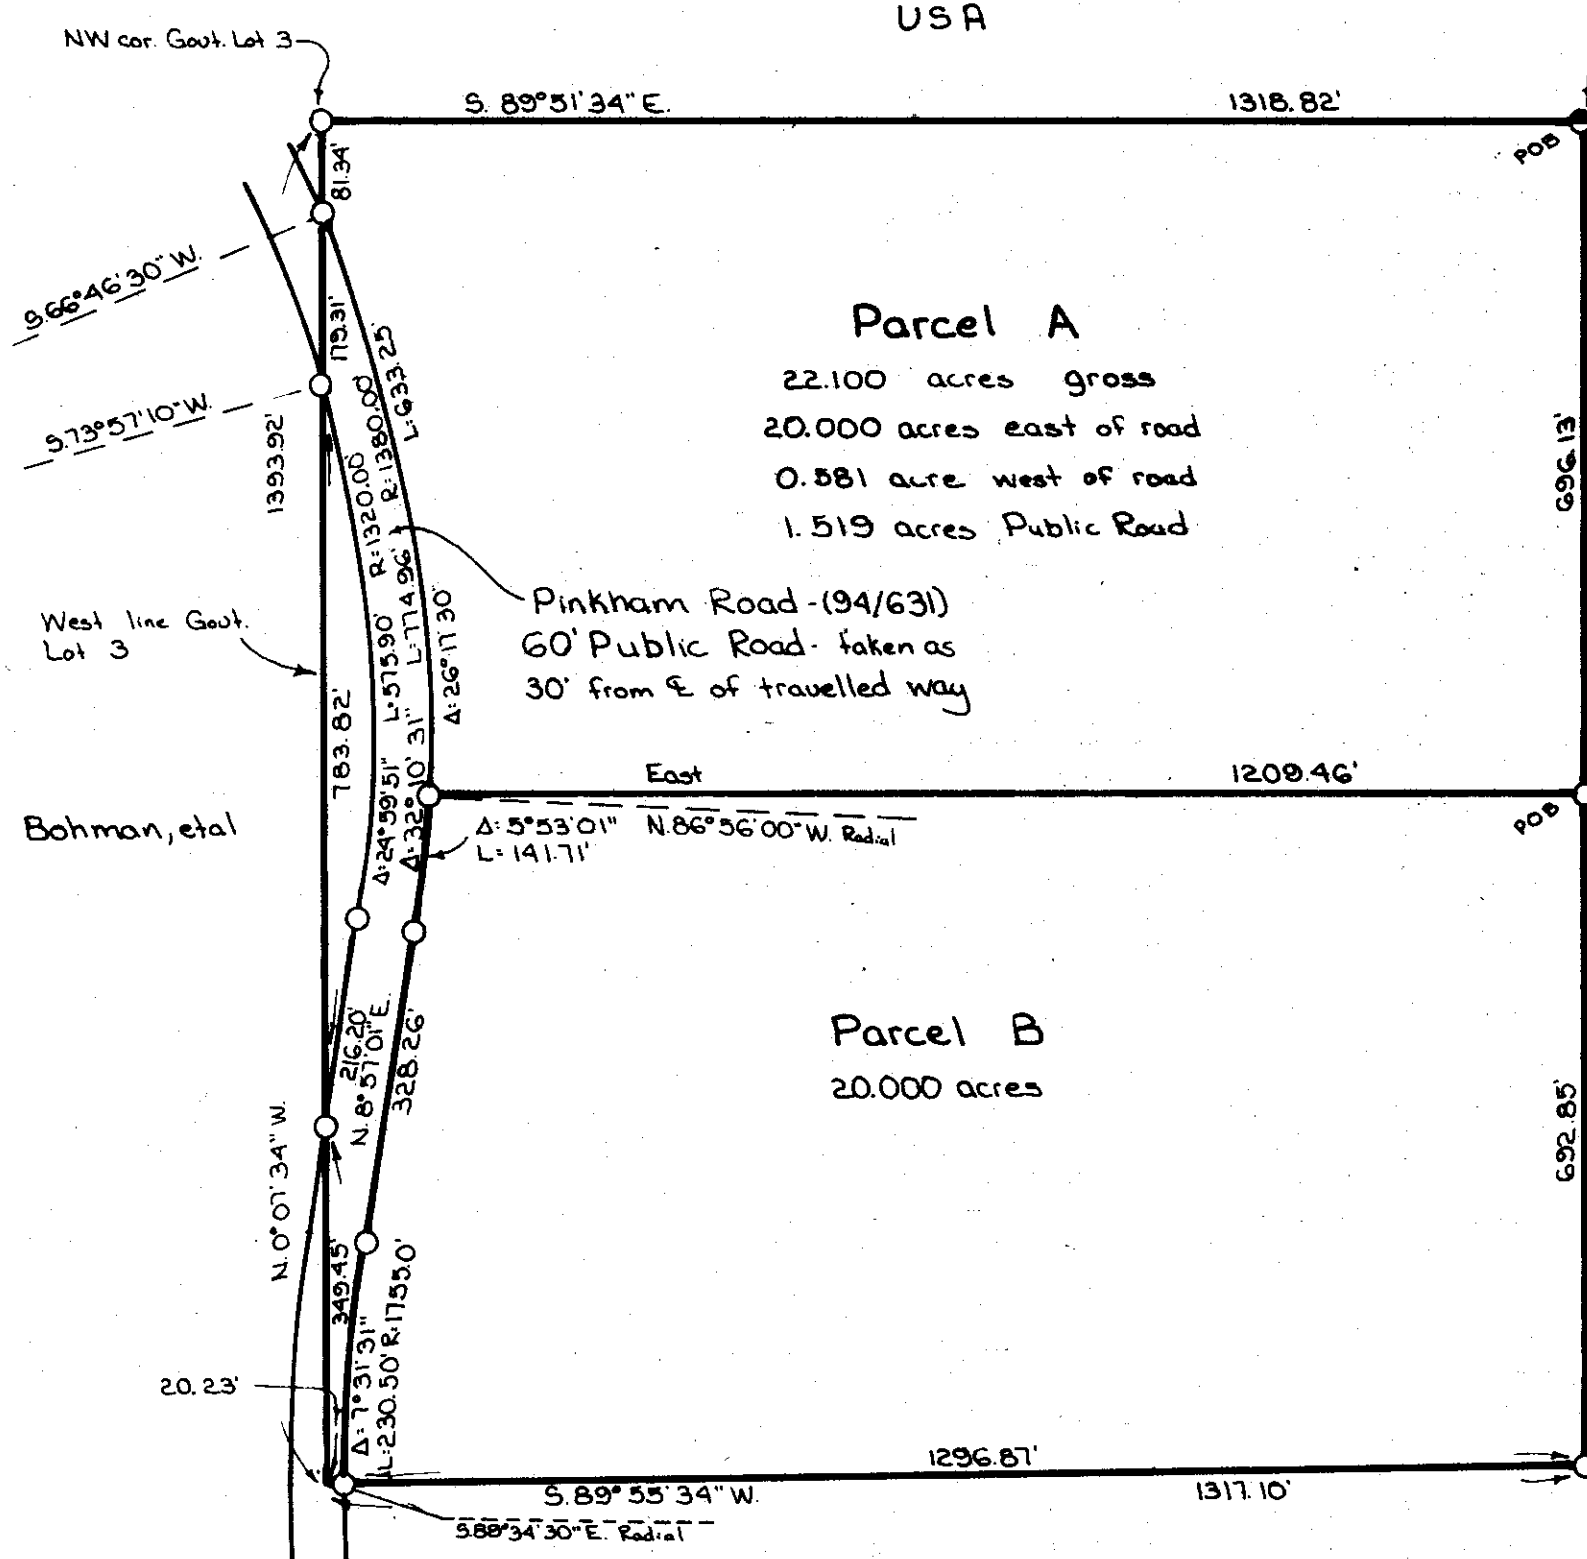 USA
NW cor. Govt. Lot 3
S. 89°51'34" E.
1318.82'
POB
81.34'
S.66°46'30" W.
179.31'
S.73°57'10" W.
1393.92'
L=633.25
R=1380.00
R=1320.00'
Parcel A
22.100 acres gross
20.000 acres east of road
0.581 acre west of road
1.519 acres Public Road
696.13'
Pinkham Road - (94/631)
60' Public Road - taken as
30' from ℄ of travelled way
West line Govt.
Lot 3
L=575.90'
L=774.96'
Δ=26°17'30"
783.82'
Δ=24°59'51"
Δ=32°10'31"
East
1209.46'
POB
Bohman, etal
Δ=5°53'01"
L=141.71'
N.86°56'00" W. Radial
216.20'
N. 8°57'01" E.
328.26'
Parcel B
20.000 acres
692.85'
N. 0°07'34" W.
349.45'
20.23'
Δ=7°31'31"
L=230.50' R=1755.0'
1296.87'
S.89°55'34" W.
1317.10'
S.88°34'30" E. Radial